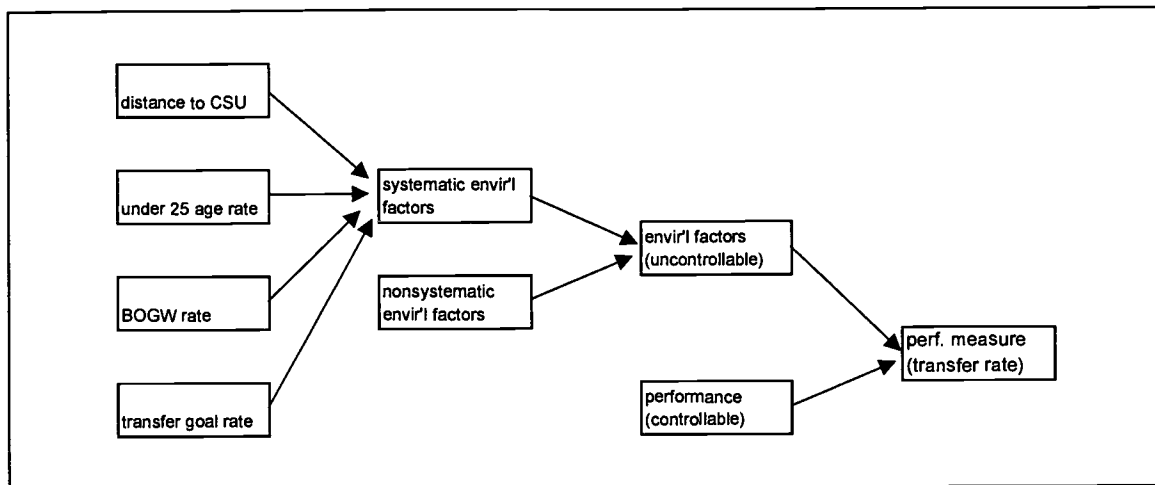 distance to CSU
under 25 age rate
BOGW rate
transfer goal rate
systematic envir'l
factors
nonsystematic
envir'l factors
envir'l factors
(uncontrollable)
performance
(controllable)
perf. measure
(transfer rate)